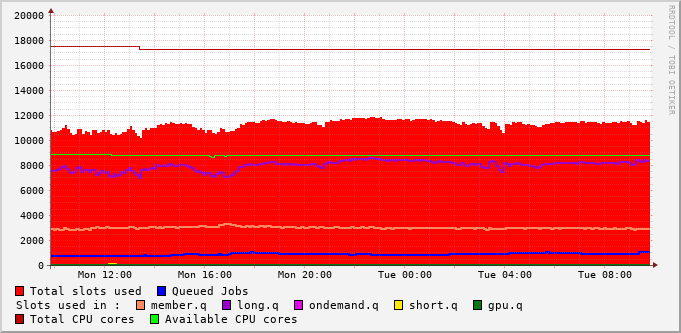 RRDTOOL / TOBI OETIKER
20000
18000
16000
14000
12000
10000
8000
6000
4000
2000
0
Mon 12:00 Mon 16:00 Mon 20:00 Tue 00:00 Tue 04:00 Tue 08:00
Total slots used Queued Jobs
Slots used in : member.q long.q ondemand.q short.q gpu.q
Total CPU cores Available CPU cores